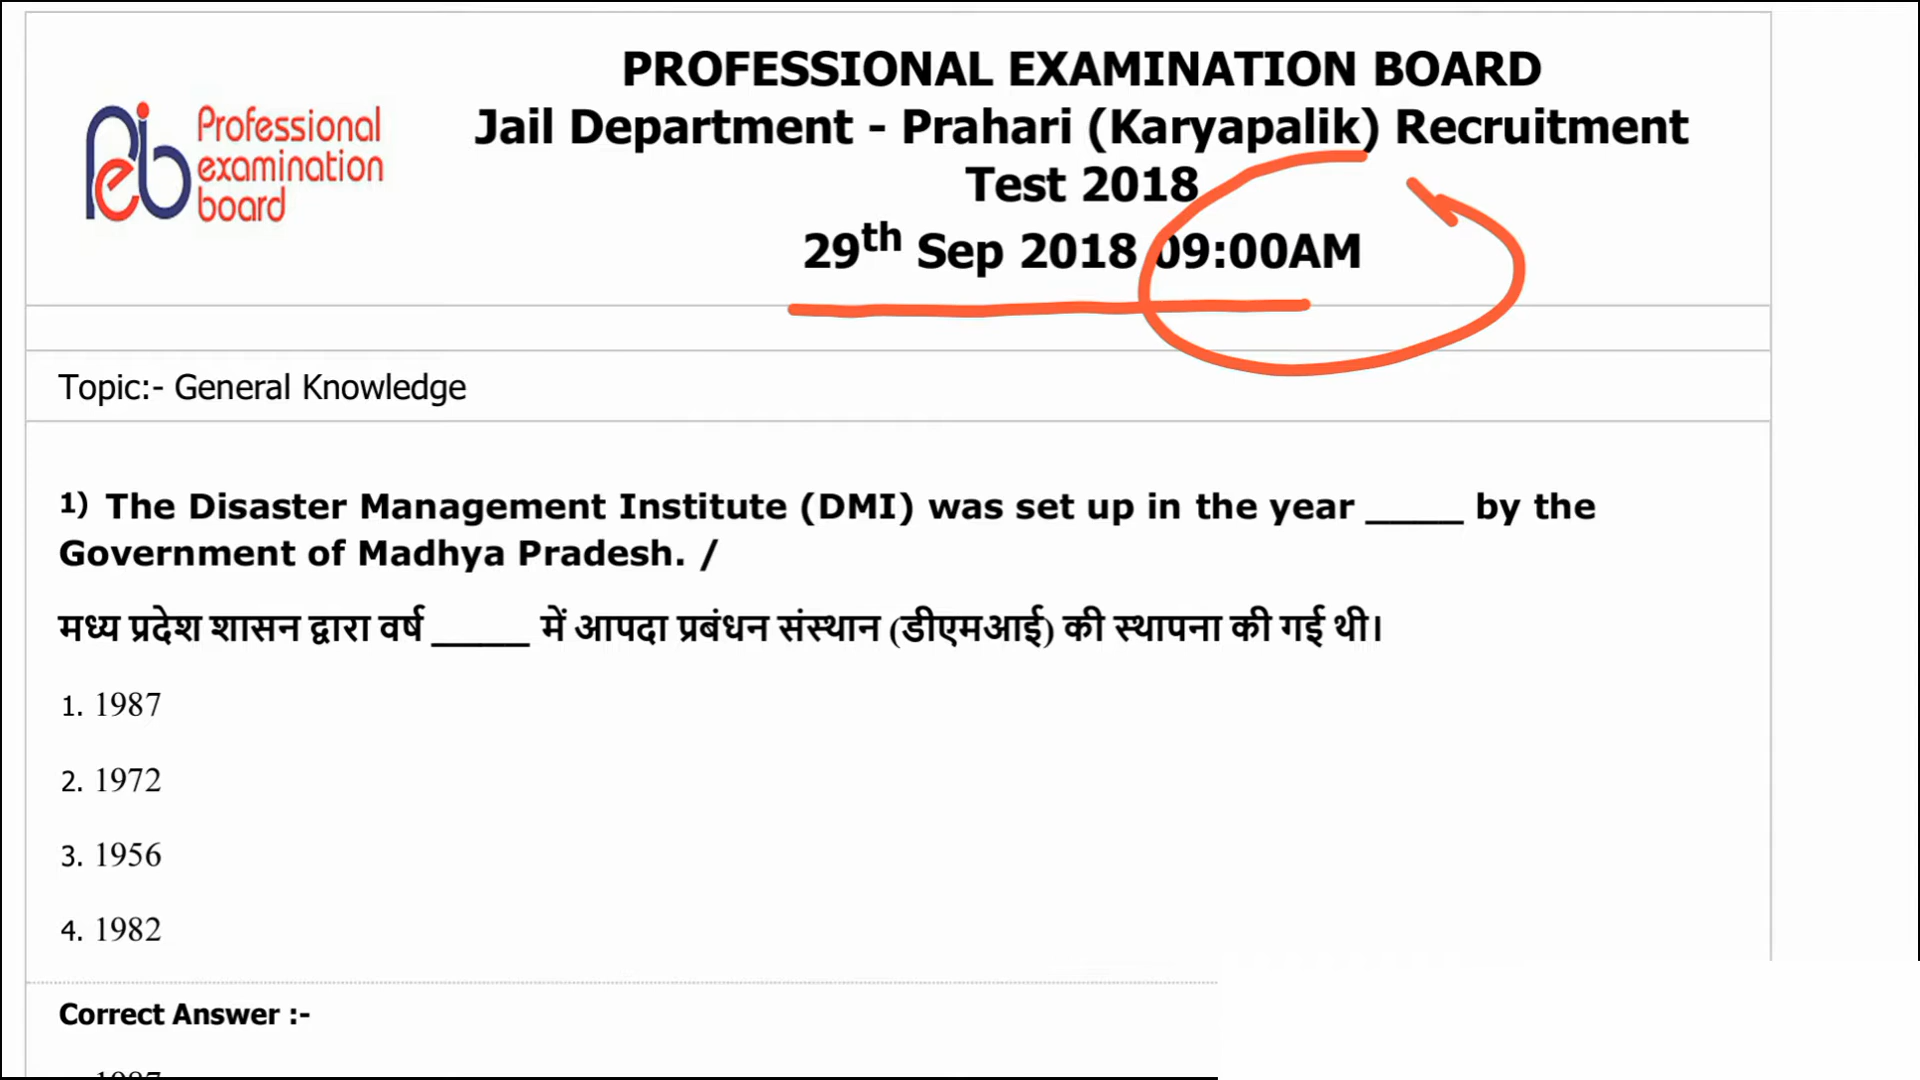 Professional
examination
board
PROFESSIONAL EXAMINATION BOARD
Jail Department - Prahari (Karyapalik) Recruitment
Test 2018
29th Sep 2018 09:00AM
Topic:- General Knowledge
1) The Disaster Management Institute (DMI) was set up in the year ____ by the
Government of Madhya Pradesh. /
मध्य प्रदेश शासन द्वारा वर्ष ____ में आपदा प्रबंधन संस्थान (डीएमआई) की स्थापना की गई थी।
1. 1987
2. 1972
3. 1956
4. 1982
Correct Answer :-